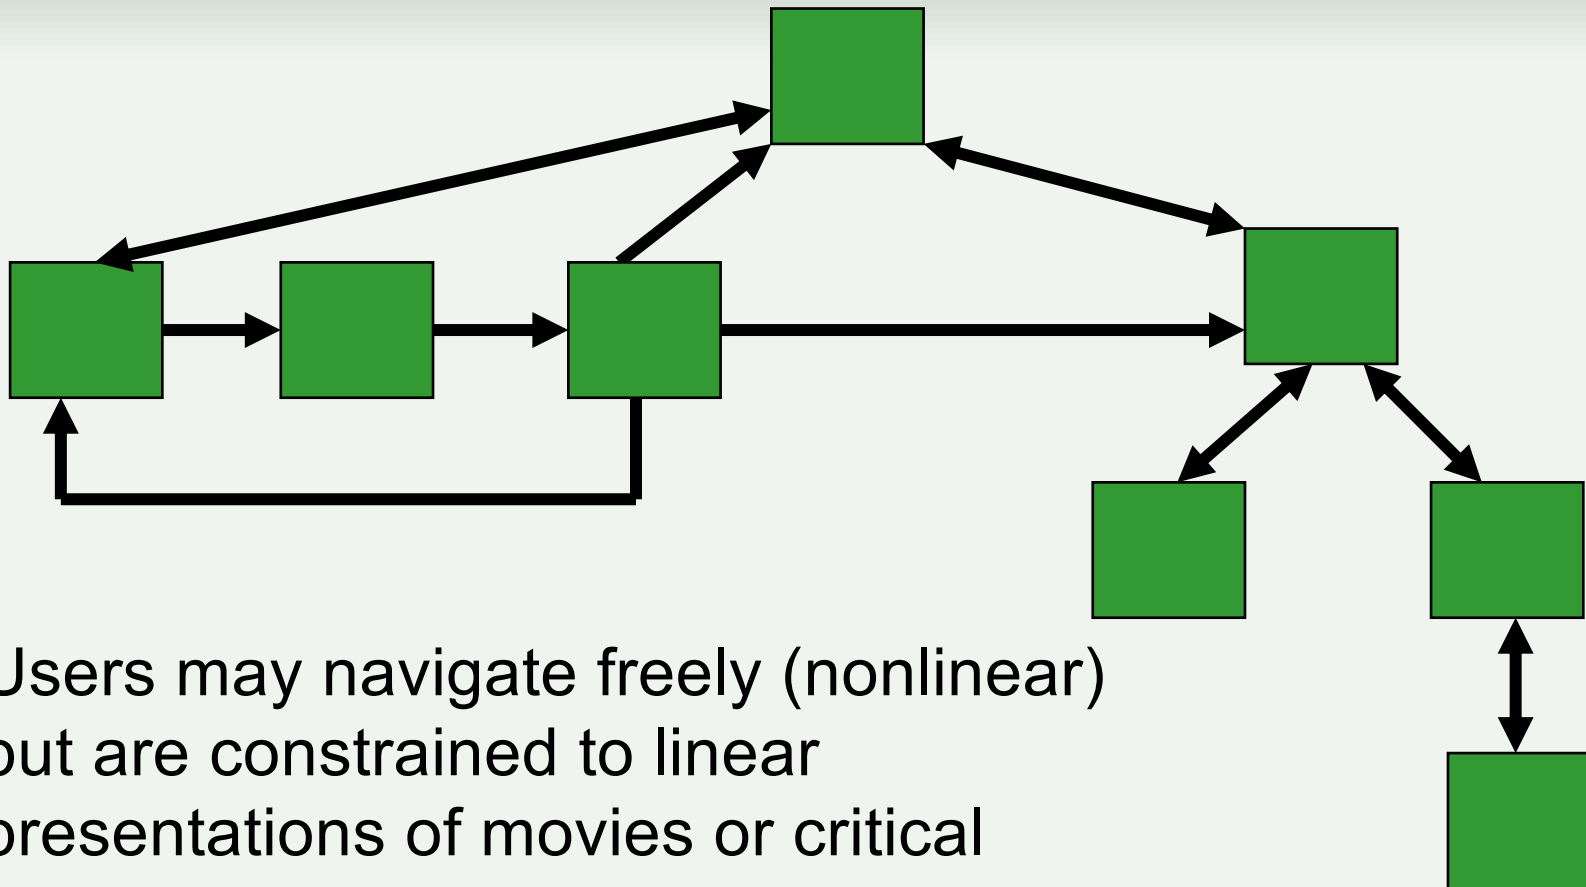 Users may navigate freely (nonlinear)
but are constrained to linear
presentations of movies or critical